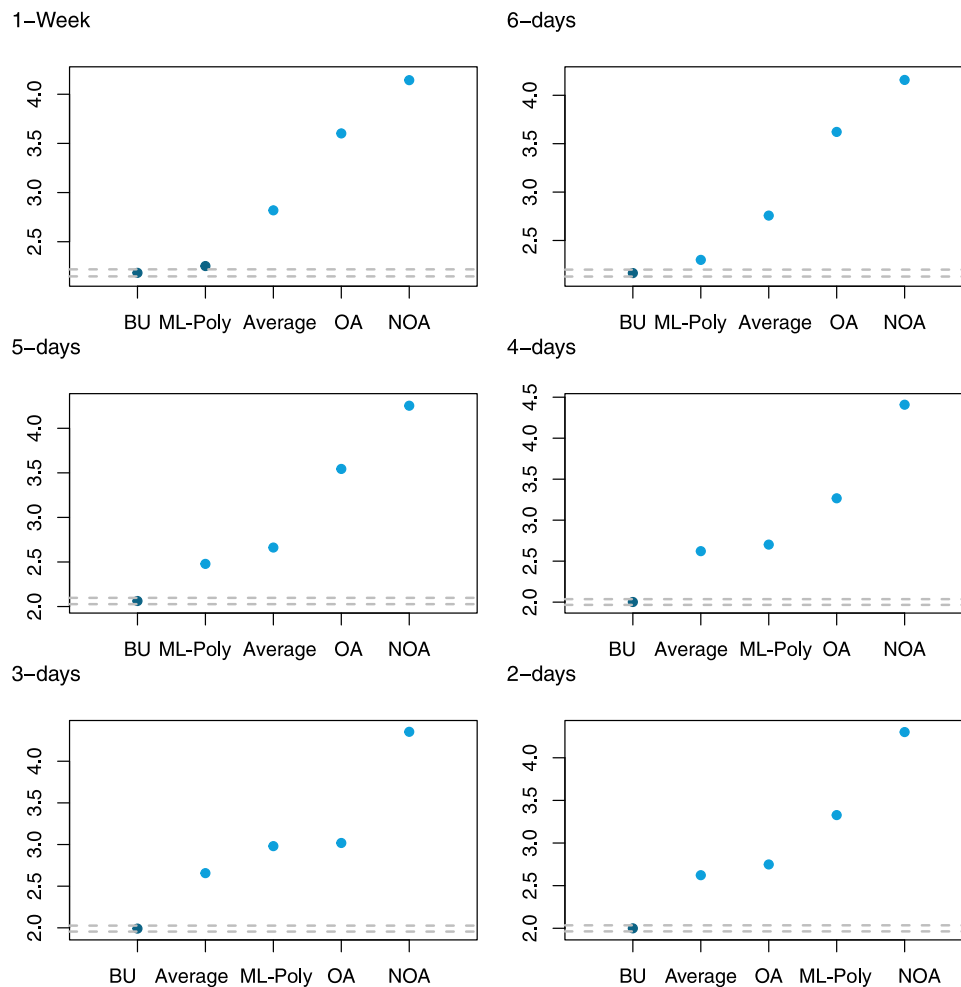 1−Week
4.0
3.5
3.0
2.5
BU ML-Poly Average OA NOA
6−days
4.0
3.5
3.0
2.5
BU ML-Poly Average OA NOA
5−days
4.0
3.5
3.0
2.5
2.0
BU ML-Poly Average OA NOA
4−days
4.5
4.0
3.5
3.0
2.5
2.0
BU Average ML-Poly OA NOA
3−days
4.0
3.5
3.0
2.5
2.0
BU Average ML-Poly OA NOA
2−days
4.0
3.5
3.0
2.5
2.0
BU Average OA ML-Poly NOA